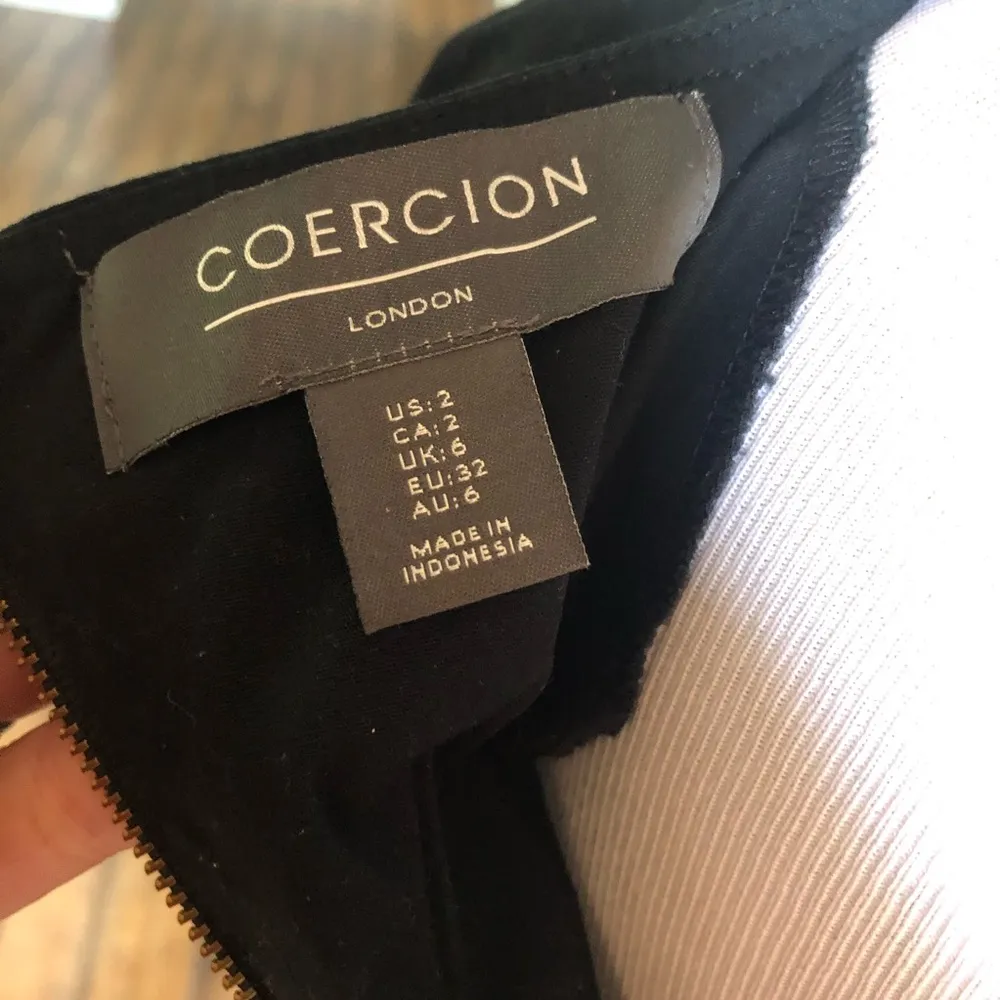 COERCION
LONDON
US:2
CA:2
UK:6
EU:32
AU:6
MADE IN
INDONESIA